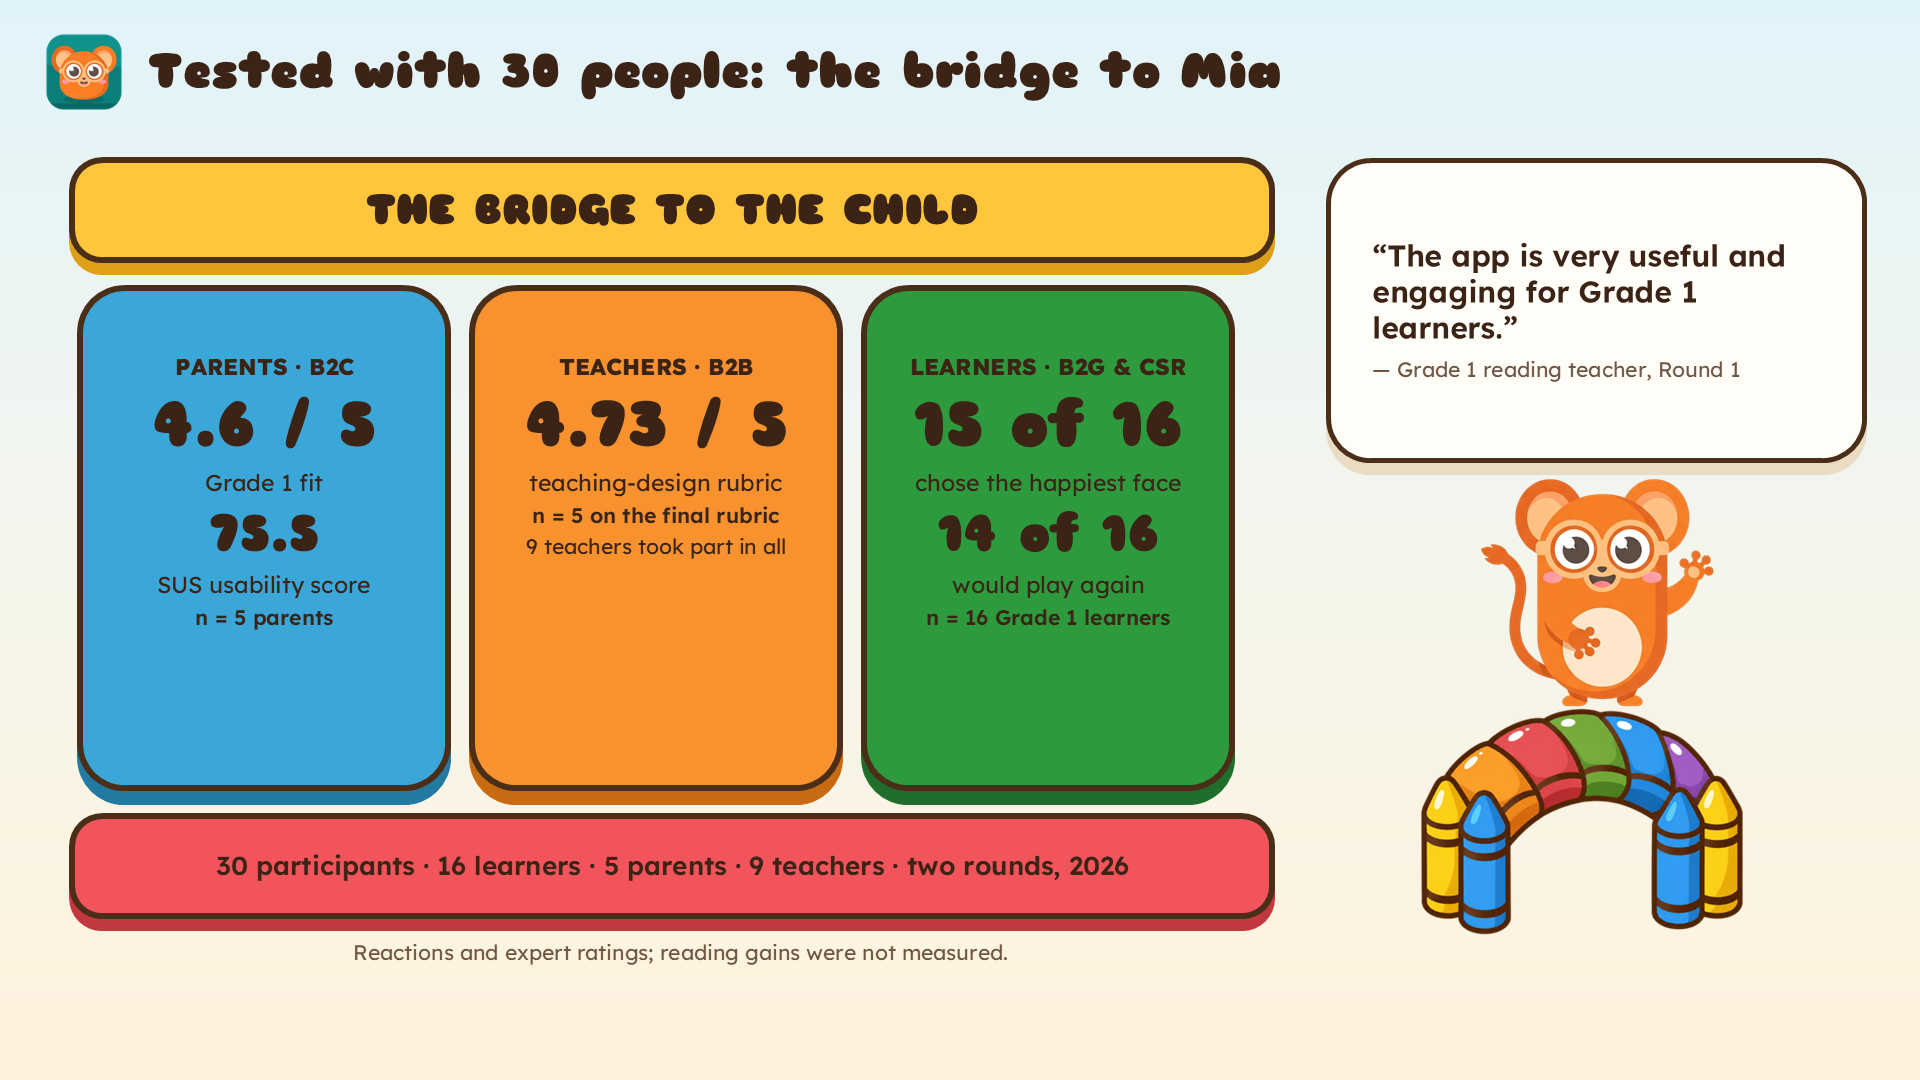 Tested with 30 people: the bridge to Mia
THE BRIDGE TO THE CHILD
PARENTS · B2C
4.6 / 5
Grade 1 fit
75.5
SUS usability score
n = 5 parents
TEACHERS · B2B
4.73 / 5
teaching-design rubric
n = 5 on the final rubric
9 teachers took part in all
LEARNERS · B2G & CSR
15 of 16
chose the happiest face
14 of 16
would play again
n = 16 Grade 1 learners
30 participants · 16 learners · 5 parents · 9 teachers · two rounds, 2026
Reactions and expert ratings; reading gains were not measured.
“The app is very useful and
engaging for Grade 1
learners.”
— Grade 1 reading teacher, Round 1